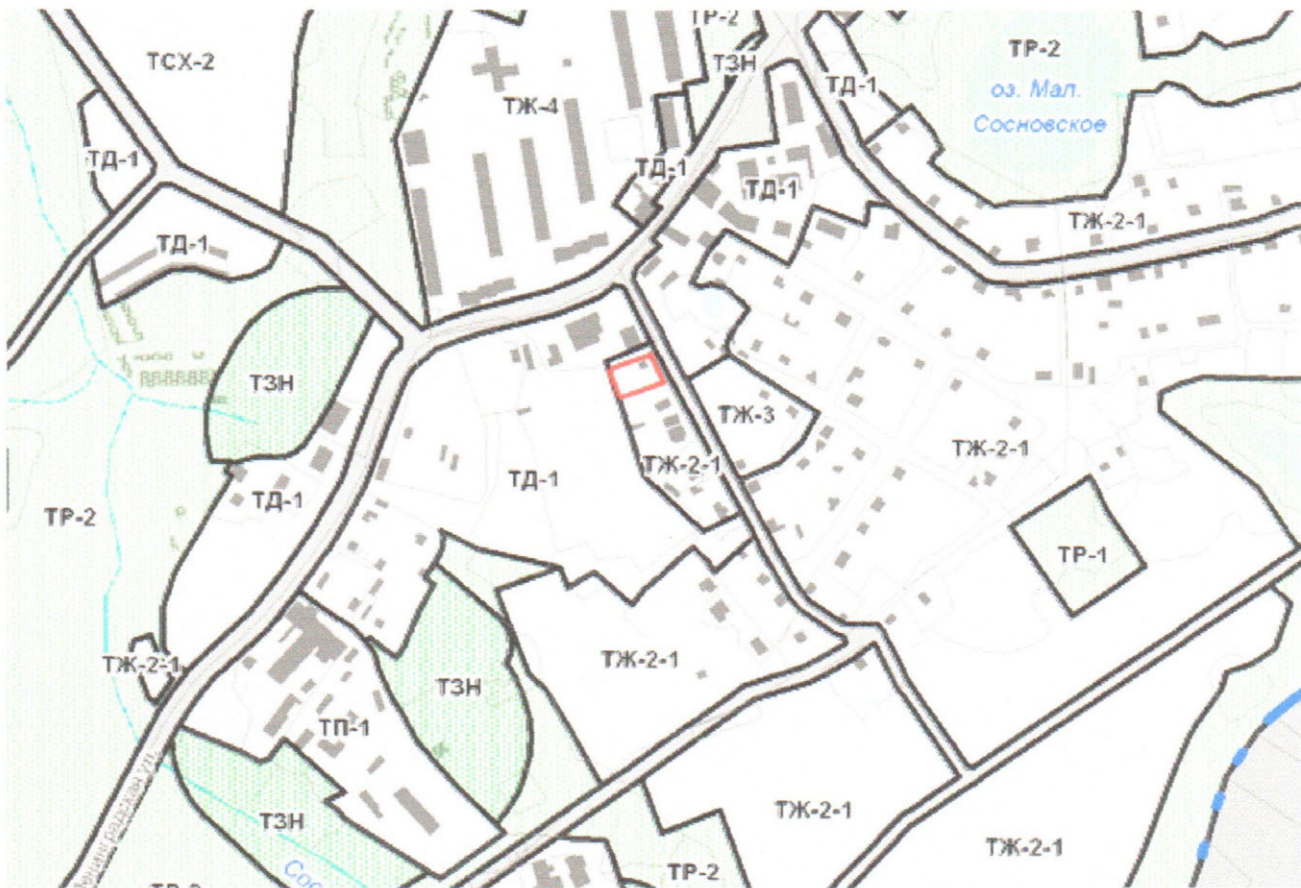 ТР-2
ТСХ-2
ТЗН
ТР-2
ТД-1
оз. Мал.
Сосновское
ТЖ-4
ТД-1
ТД-1
ТД-1
ТЖ-2-1
ТД-1
ТЗН
ТЖ-3
ТЖ-2-1
ТЖ-2-1
ТД-1
ТД-1
ТР-2
ТР-1
ТЖ-2-1
ТЖ-2-1
ТЗН
ТП-1
ТЗН
ТЖ-2-1
ТЖ-2-1
ТР-2